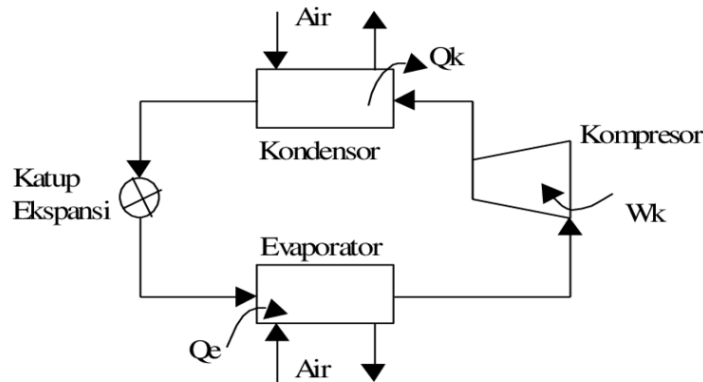 Air
Qk
Kondensor
Kompresor
Katup
Ekspansi
Wk
Evaporator
Qe
Air